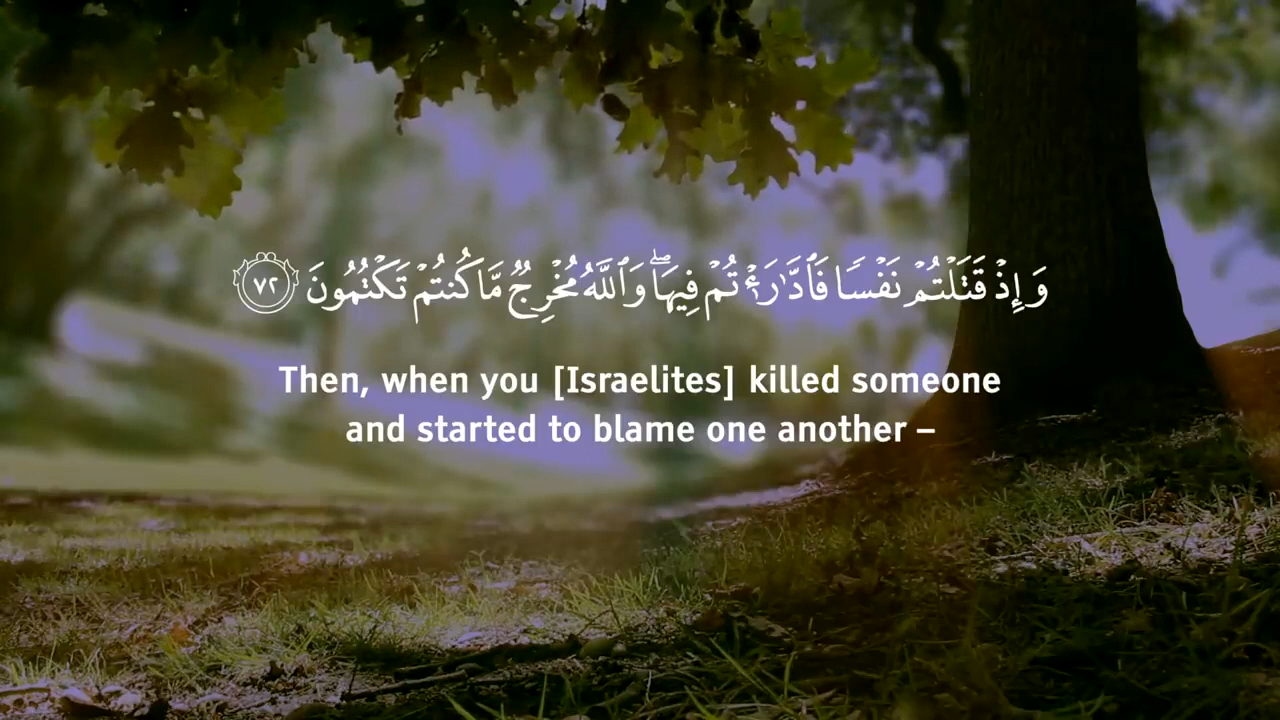 وَإِذْ قَتَلْتُمْ نَفْسًا فَٱدَّٰرَْٰٔتُمْ فِيهَا ۖ وَٱللَّهُ مُخْرِجٌ مَّا كُنتُمْ تَكْتُمُونَ ٧٢
Then, when you [Israelites] killed someone
and started to blame one another –